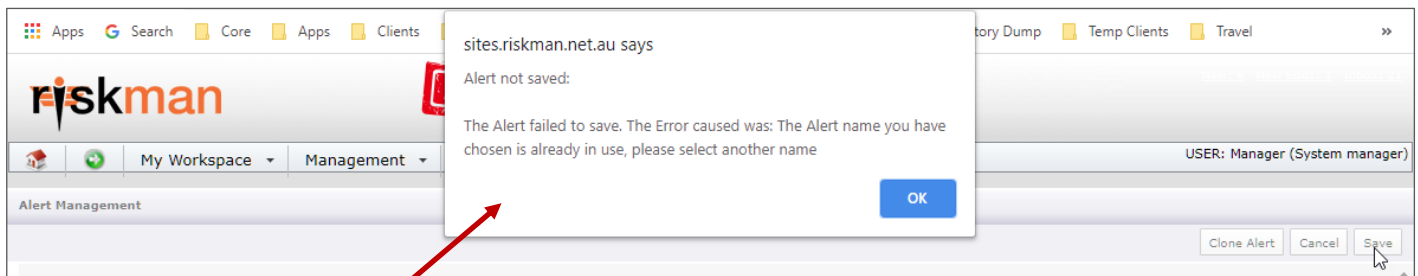 Apps Search Core Apps Clients
tory Dump Temp Clients Travel »
sites.riskman.net.au says
Alert not saved:
The Alert failed to save. The Error caused was: The Alert name you have
chosen is already in use, please select another name
OK
riskman
My Workspace Management
USER: Manager (System manager)
Alert Management
Clone Alert Cancel Save